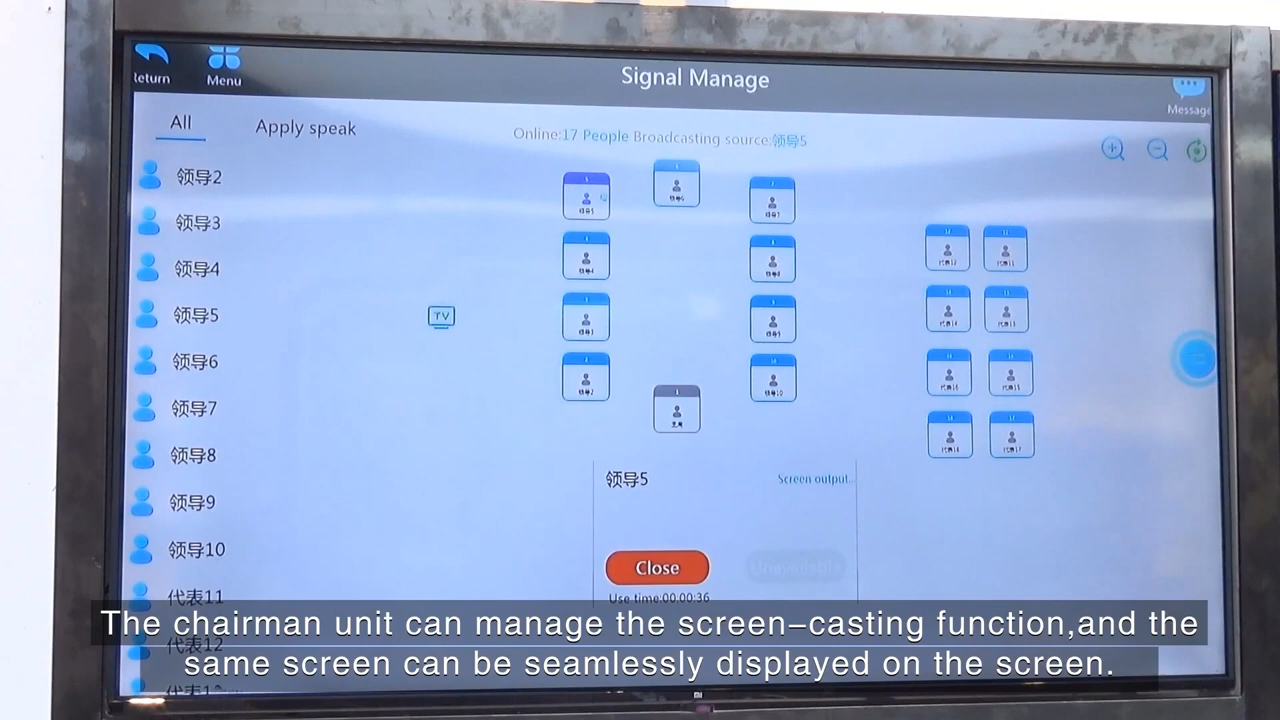 Return
Menu
Signal Manage
Message
All
Apply speak
Online:17 People Broadcasting source:领导5
领导2
领导3
领导4
领导5
领导6
领导7
领导8
领导9
领导10
代表11
代表12
TV
领导5
Screen output..
Close
Unavailable
Use time:00:00:36
The chairman unit can manage the screen-casting function,and the
same screen can be seamlessly displayed on the screen.